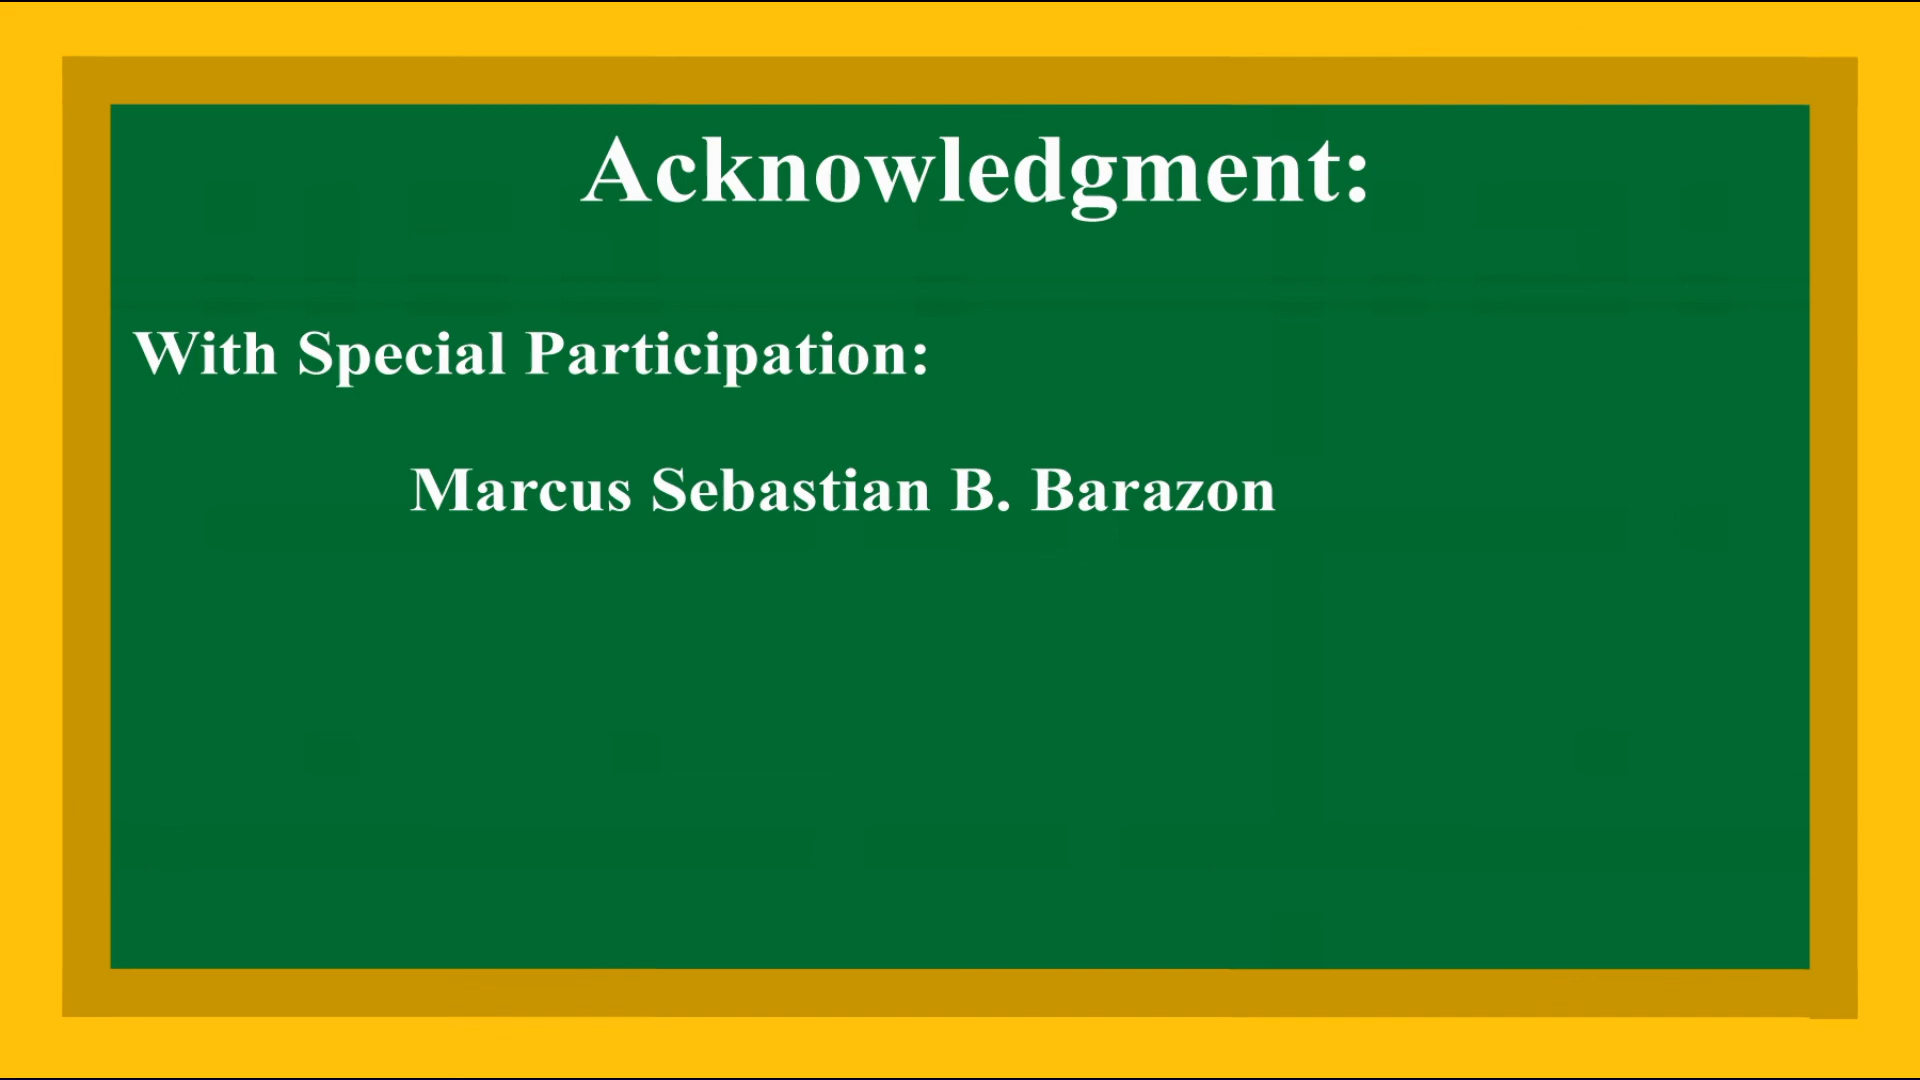 Acknowledgment:
With Special Participation:
Marcus Sebastian B. Barazon